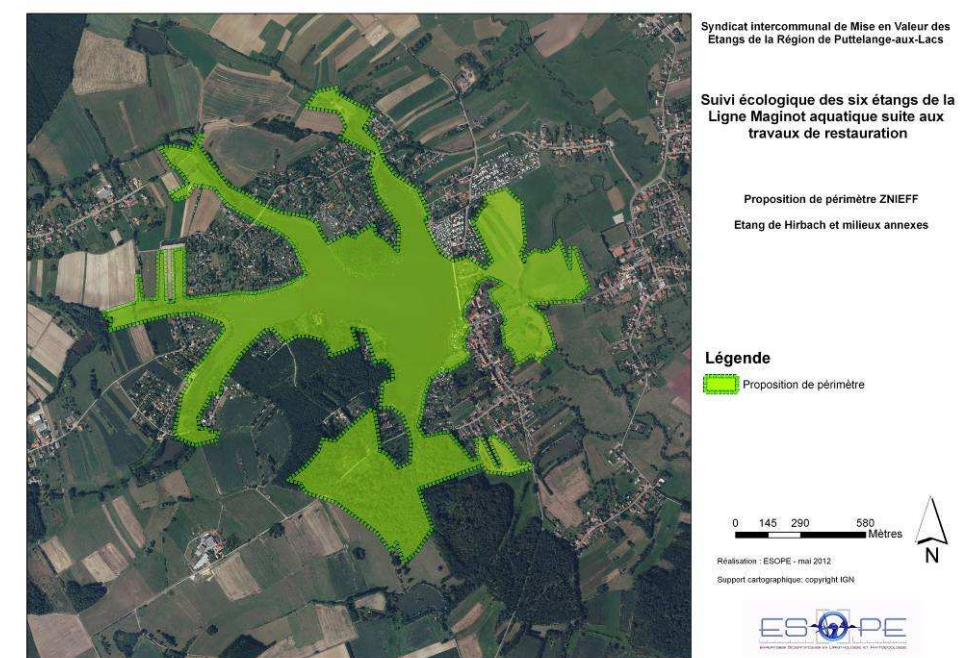 Syndicat intercommunal de Mise en Valeur des
Etangs de la Région de Puttelange-aux-Lacs
Suivi écologique des six étangs de la
Ligne Maginot aquatique suite aux
travaux de restauration
Proposition de périmètre ZNIEFF
Etang de Hirbach et milieux annexes
Légende
Proposition de périmètre
0 145 290 580
Mètres
N
Réalisation : ESOPE - mai 2012
Support cartographique: copyright IGN
ESOPE